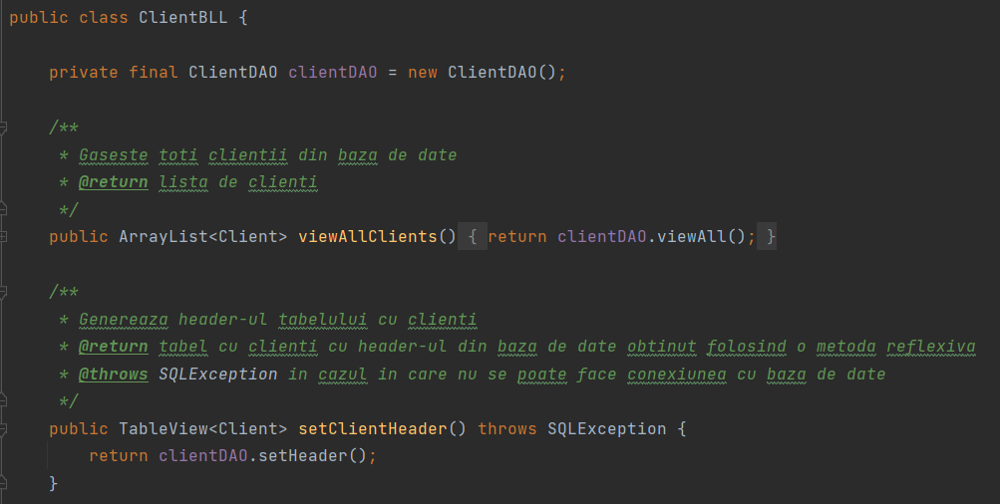 public class ClientBLL {
private final ClientDAO clientDAO = new ClientDAO();
/**
* Gaseste toti clientii din baza de date
* @return lista de clienti
*/
public ArrayList<Client> viewAllClients() { return clientDAO.viewAll(); }
/**
* Genereaza header-ul tabelului cu clienti
* @return tabel cu clienti cu header-ul din baza de date obtinut folosind o metoda reflexiva
* @throws SQLException in cazul in care nu se poate face conexiunea cu baza de date
*/
public TableView<Client> setClientHeader() throws SQLException {
return clientDAO.setHeader();
}